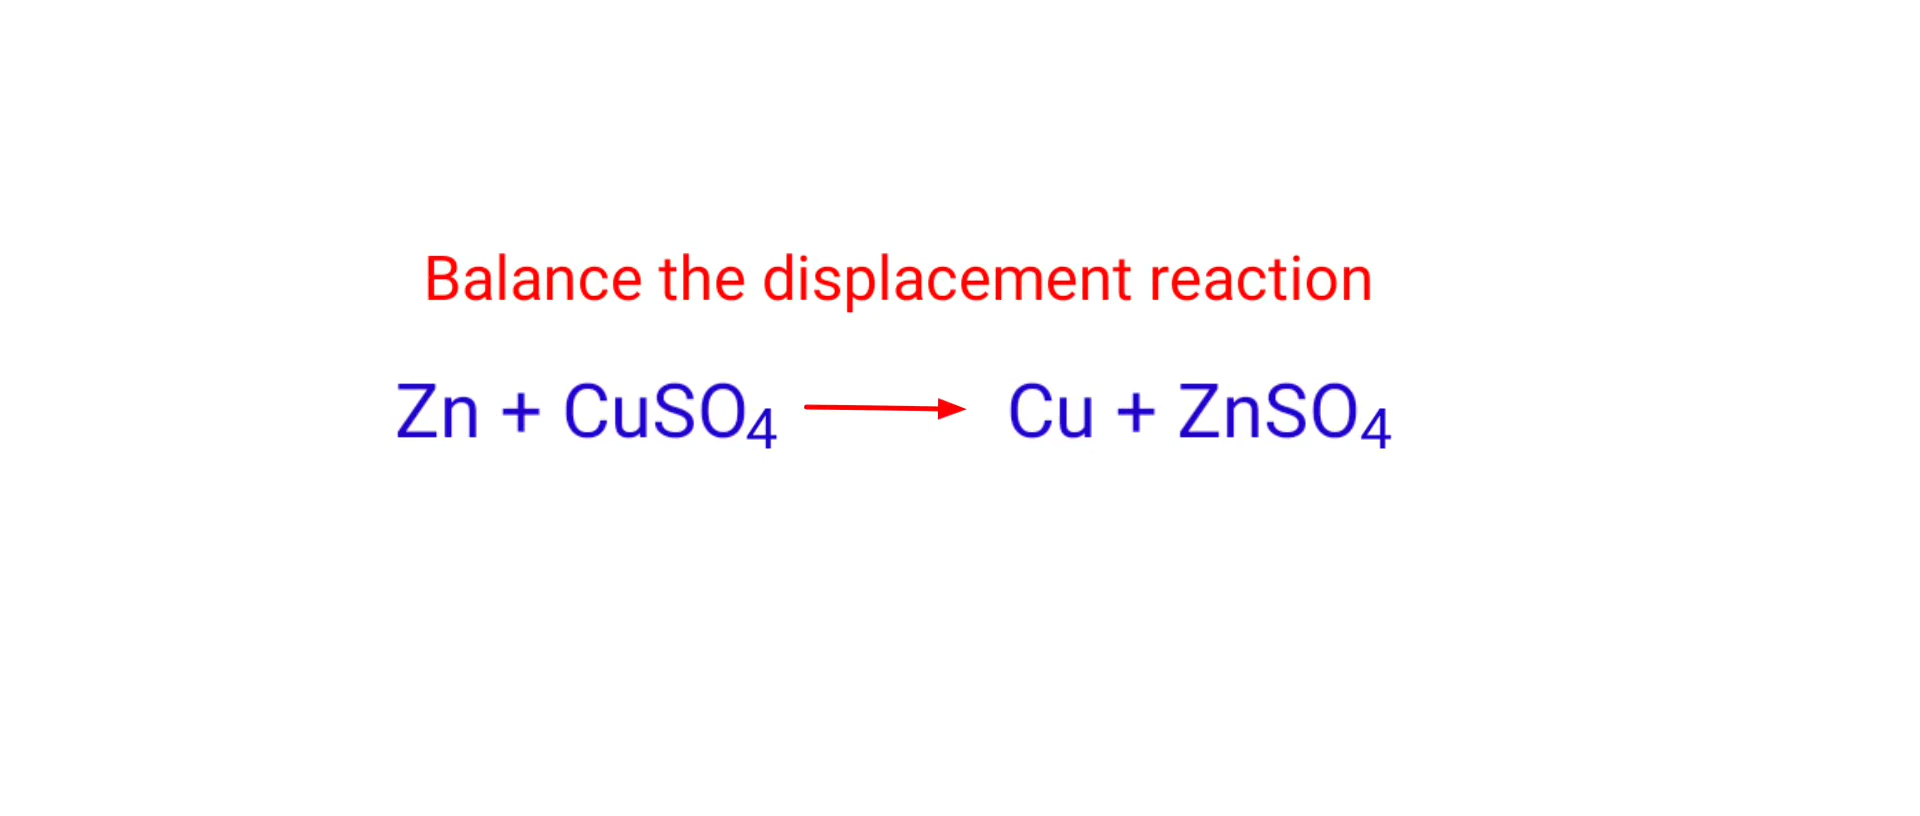 Balance the displacement reaction
Zn + CuSO₄ ⟶ Cu + ZnSO₄